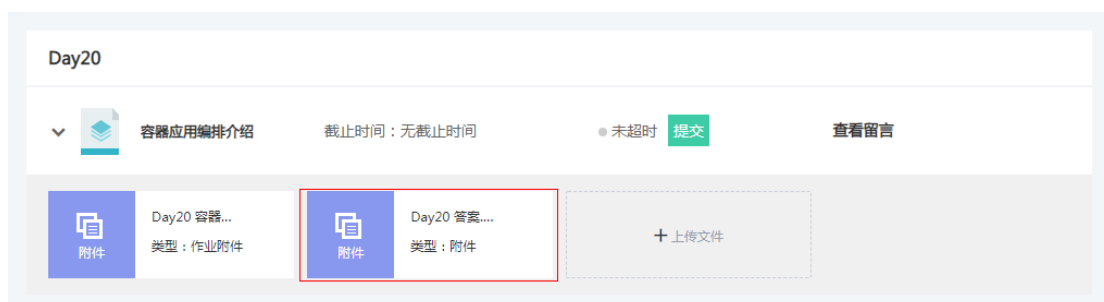 Day20
容器应用编排介绍 截止时间：无截止时间 未超时 提交 查看留言
Day20 容器... Day20 答案....
附件 类型：作业附件 附件 类型：附件 +上传文件